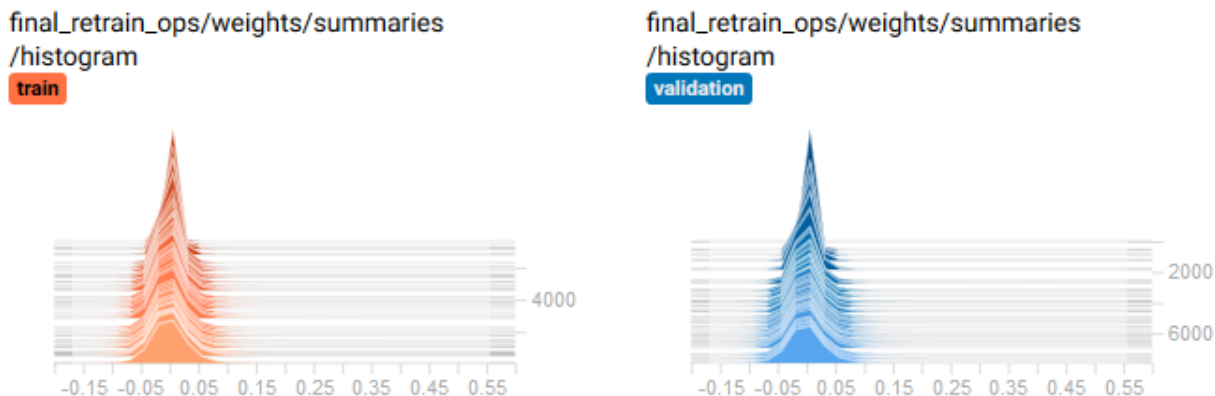 final_retrain_ops/weights/summaries
/histogram
train
4000
-0.15 -0.05 0.05 0.15 0.25 0.35 0.45 0.55
final_retrain_ops/weights/summaries
/histogram
validation
2000
6000
-0.15 -0.05 0.05 0.15 0.25 0.35 0.45 0.55